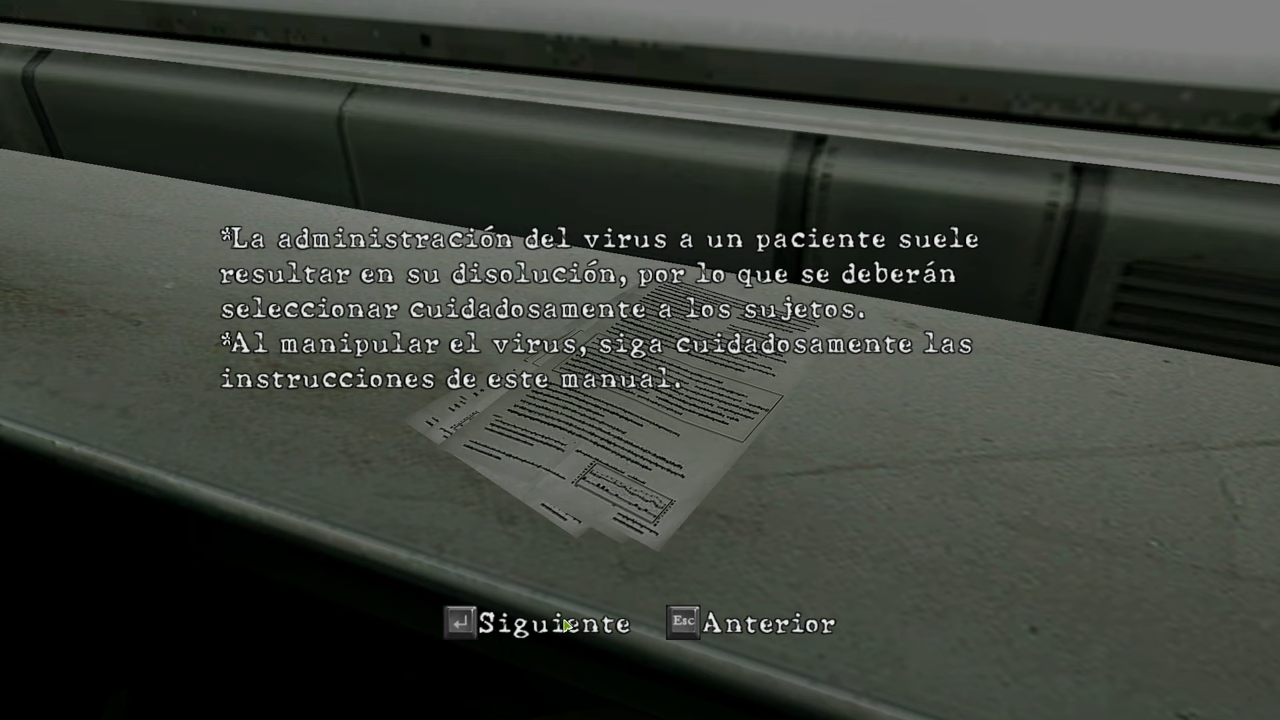 *La administración del virus a un paciente suele
resultar en su disolución, por lo que se deberán
seleccionar cuidadosamente a los sujetos.
*Al manipular el virus, siga cuidadosamente las
instrucciones de este manual.
Siguiente Esc Anterior